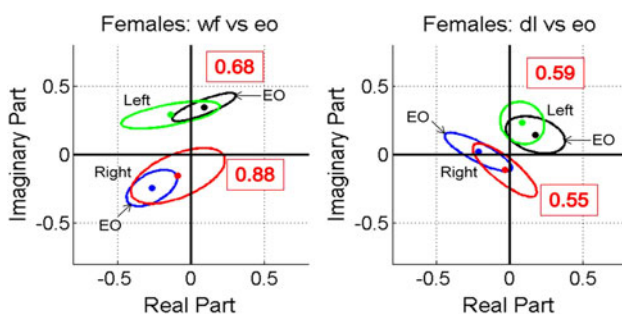 Females: wf vs eo
Imaginary Part
0.5
0
-0.5
0.68
Left
EO
Right
0.88
EO
-0.5
0
0.5
Real Part
Females: dl vs eo
Imaginary Part
0.5
0
-0.5
0.59
EO
Left
EO
Right
0.55
-0.5
0
0.5
Real Part